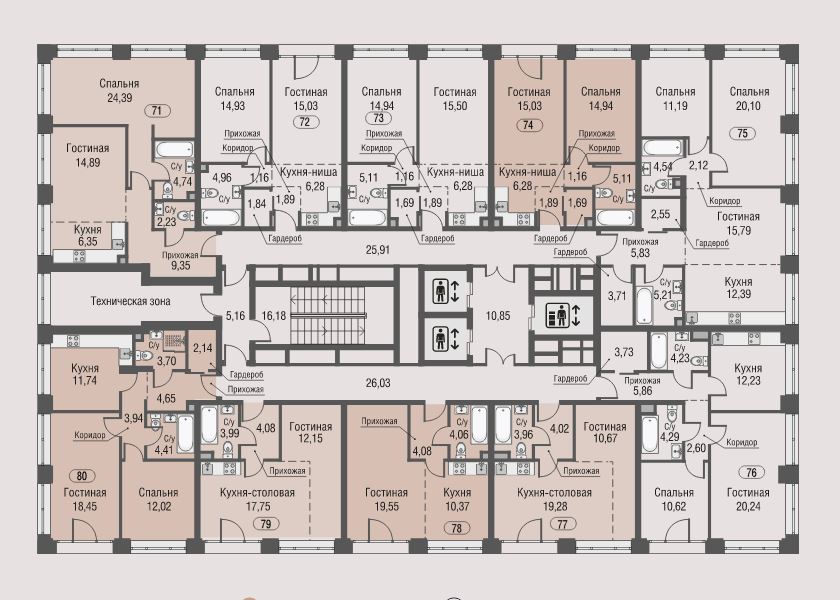 Спальня
24,39
71
Гостиная
14,89
С/у
4,74
С/у
2,23
Кухня
6,35
Прихожая
9,35
Спальня
14,93
Гостиная
15,03
72
Прихожая
Коридор
4,96
С/у
1,16
Кухня-ниша
6,28
1,84
1,89
Гардероб
Спальня
14,94
73
Гостиная
15,50
Прихожая
Коридор
5,11
С/у
1,16
Кухня-ниша
6,28
1,69
1,89
Гардероб
Гостиная
15,03
74
Спальня
14,94
Прихожая
Коридор
Кухня-ниша
6,28
1,16
5,11
С/у
1,89
1,69
Гардероб
Спальня
11,19
Спальня
20,10
75
4,54
С/у
2,12
Коридор
2,55
Гостиная
15,79
Гардероб
Прихожая
5,83
Гардероб
3,71
5,21
С/у
Кухня
12,39
25,91
Техническая зона
5,16
16,18
10,85
26,03
Кухня
11,74
С/у
3,70
2,14
Гардероб
Прихожая
4,65
3,94
Коридор
С/у
4,41
80
Гостиная
18,45
Спальня
12,02
С/у
3,99
4,08
Гостиная
12,15
Прихожая
Кухня-столовая
17,75
79
Прихожая
4,08
С/у
4,06
Гостиная
19,55
Кухня
10,37
78
С/у
3,96
4,02
Гостиная
10,67
Прихожая
Кухня-столовая
19,28
77
3,73
Гардероб
С/у
4,23
Прихожая
5,86
Кухня
12,23
С/у
4,29
2,60
Коридор
Спальня
10,62
76
Гостиная
20,24